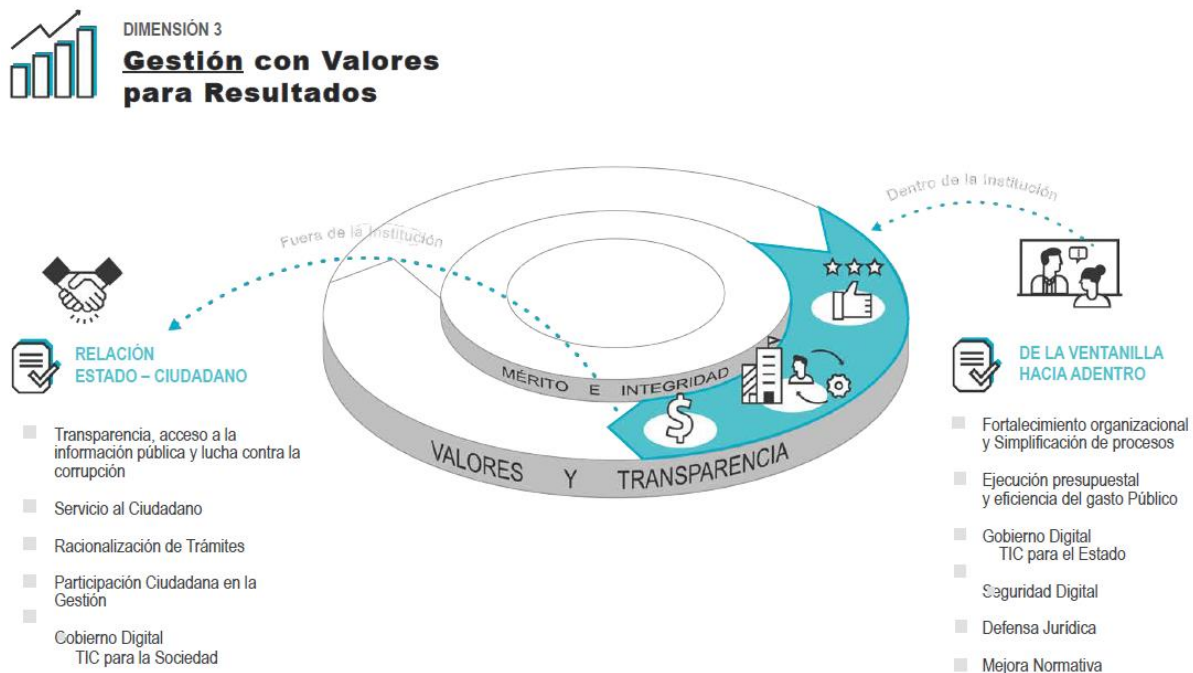 DIMENSIÓN 3
Gestión con Valores
para Resultados
Fuera de la Institución
Dentro de la Institución
MÉRITO E INTEGRIDAD
VALORES Y TRANSPARENCIA
$
RELACIÓN
ESTADO – CIUDADANO
Transparencia, acceso a la
información pública y lucha contra la
corrupción
Servicio al Ciudadano
Racionalización de Trámites
Participación Ciudadana en la
Gestión
Gobierno Digital
TIC para la Sociedad
DE LA VENTANILLA
HACIA ADENTRO
Fortalecimiento organizacional
y Simplificación de procesos
Ejecución presupuestal
y eficiencia del gasto Público
Gobierno Digital
TIC para el Estado
Seguridad Digital
Defensa Jurídica
Mejora Normativa